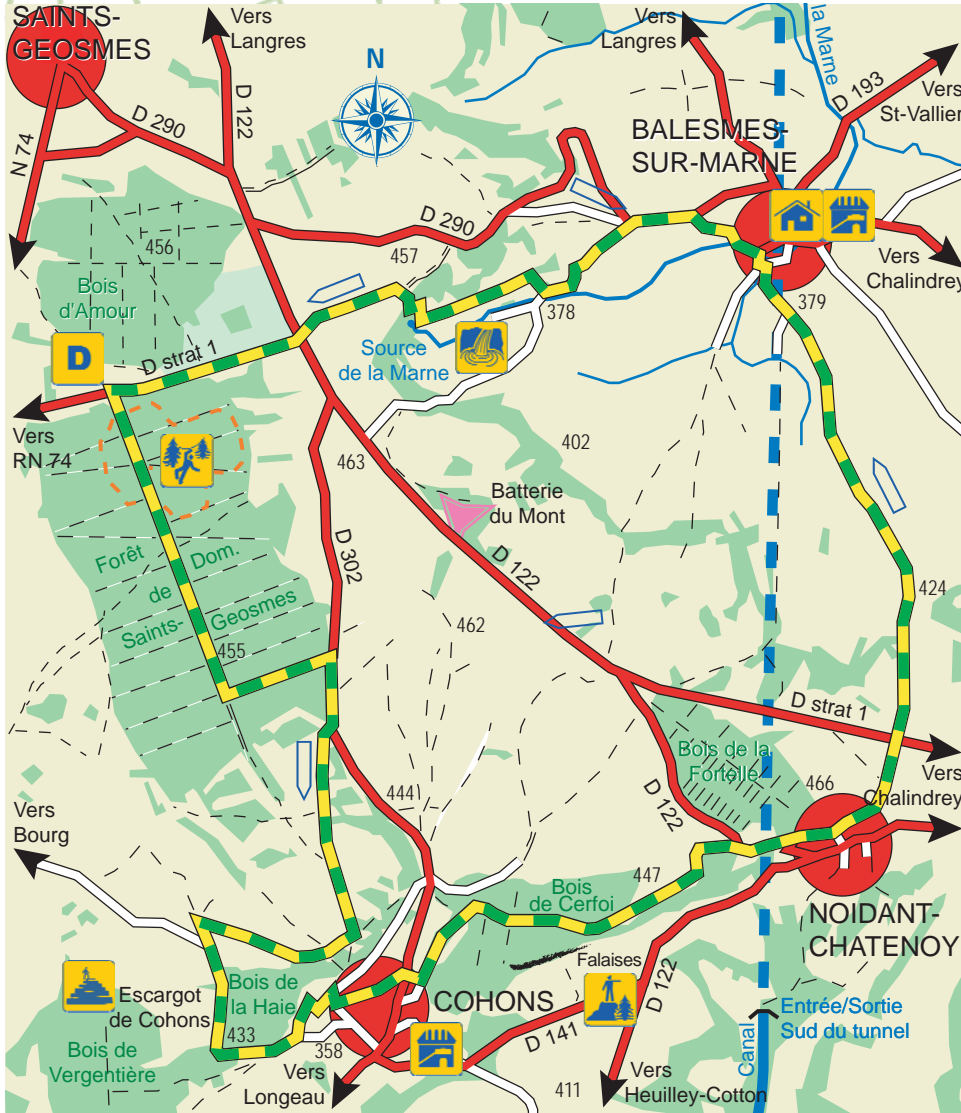 SAINTS-
GEOSMES
Vers
Langres
Vers
Langres
la Marne
D 193
Vers
St-Vallier
N
D 122
D 290
N 74
BALESMES-
SUR-MARNE
456
D 290
457
Vers
Chalindrey
Bois
d'Amour
378
379
D
D strat 1
Source
de la Marne
Vers
RN 74
463
402
Batterie
du Mont
D 302
D 122
Forêt
Dom.
de
Saints-
Geosmes
424
462
455
D strat 1
Bois de la
Fortelle
Vers
Chalindrey
466
Vers
Bourg
444
D 122
447
Bois
de Cerfoi
NOIDANT-
CHATENOY
Falaises
Escargot
de Cohons
Bois de
la Haie
COHONS
D 122
Entrée/Sortie
Sud du tunnel
433
358
D 141
Canal
Bois de
Vergentière
Vers
Longeau
411
Vers
Heuilley-Cotton